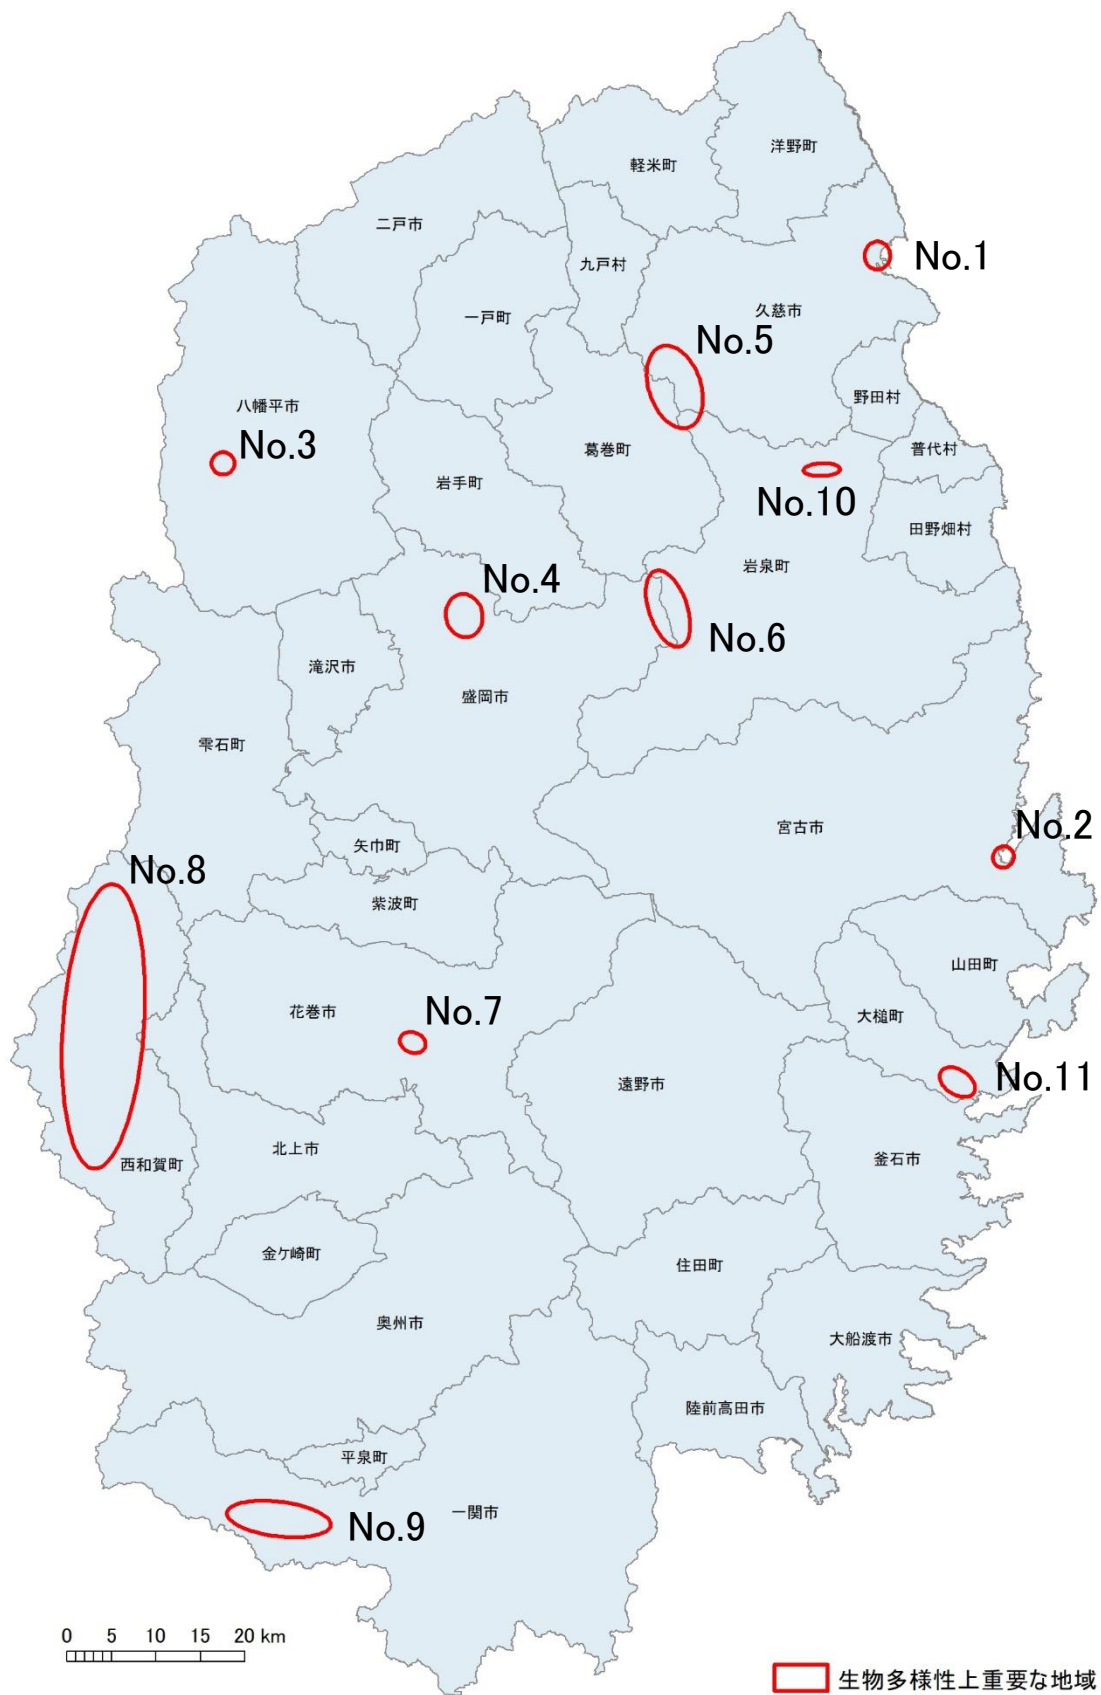 洋野町
軽米町
二戸市
九戸村
No.1
久慈市
一戸町
No.5
野田村
八幡平市
No.3
葛巻町
普代村
岩手町
No.10
田野畑村
岩泉町
No.4
No.6
滝沢市
盛岡市
雫石町
宮古市
No.2
矢巾町
No.8
紫波町
山田町
No.7
花巻市
大槌町
No.11
遠野市
北上市
西和賀町
釜石市
金ケ崎町
住田町
奥州市
大船渡市
陸前高田市
平泉町
一関市
No.9
0 5 10 15 20 km
生物多様性上重要な地域